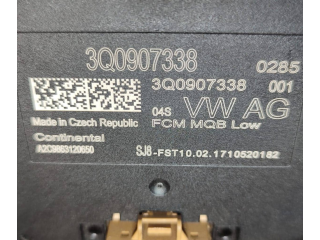 3Q0907338
0285
3Q0907338
001
04S VW AG
Made in Czech Republic
FCM MQB Low
Continental
SJ8-FST10.02.1710520182